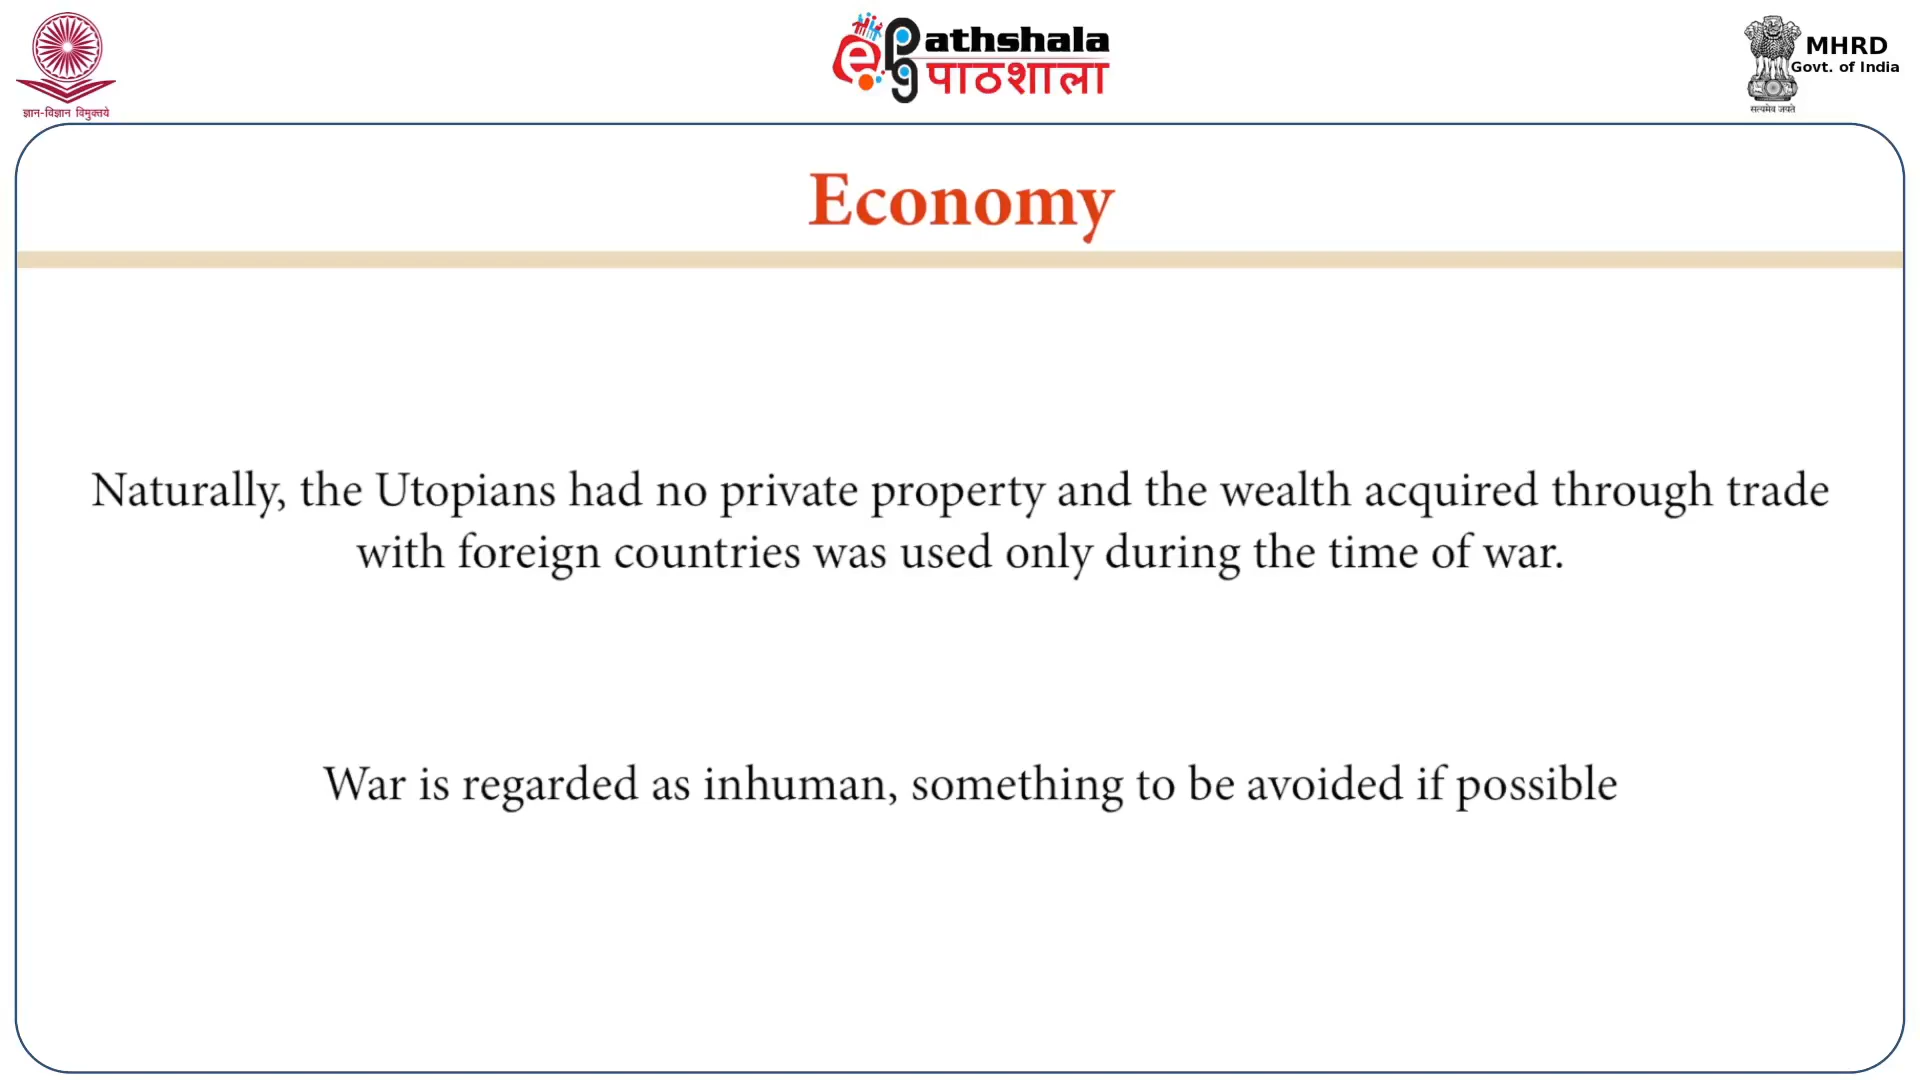 ज्ञान-विज्ञान विमुक्तये
e
pg
athshala
पाठशाला
MHRD
Govt. of India
सत्यमेव जयते
Economy
Naturally, the Utopians had no private property and the wealth acquired through trade
with foreign countries was used only during the time of war.
War is regarded as inhuman, something to be avoided if possible